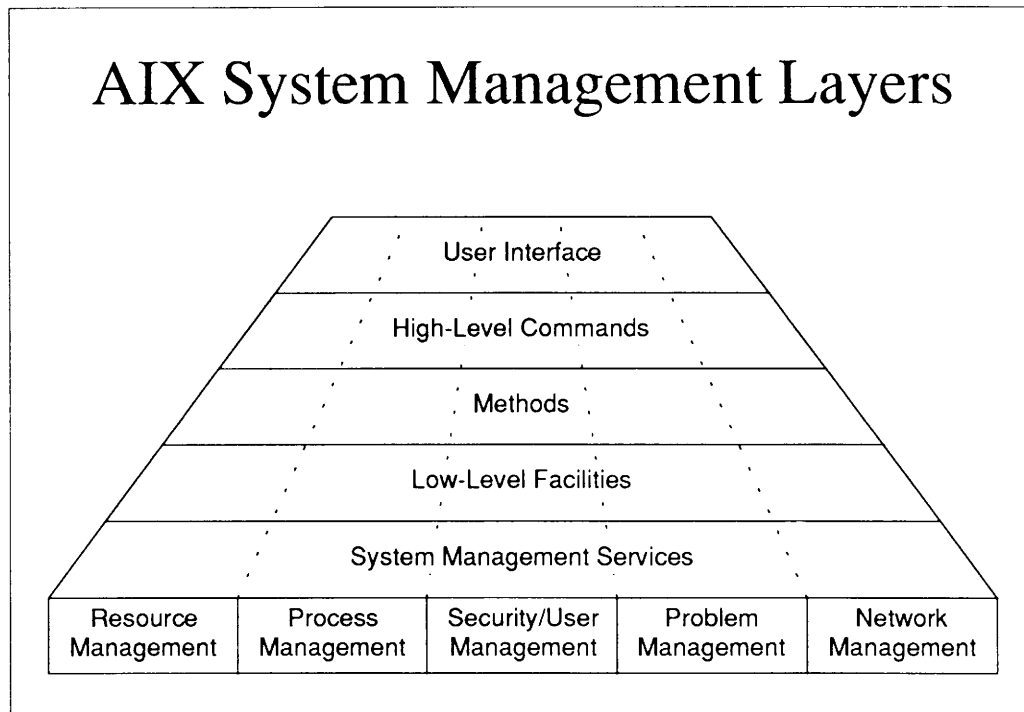 AIX System Management Layers
User Interface
High-Level Commands
Methods
Low-Level Facilities
System Management Services
Resource Management
Process Management
Security/User Management
Problem Management
Network Management